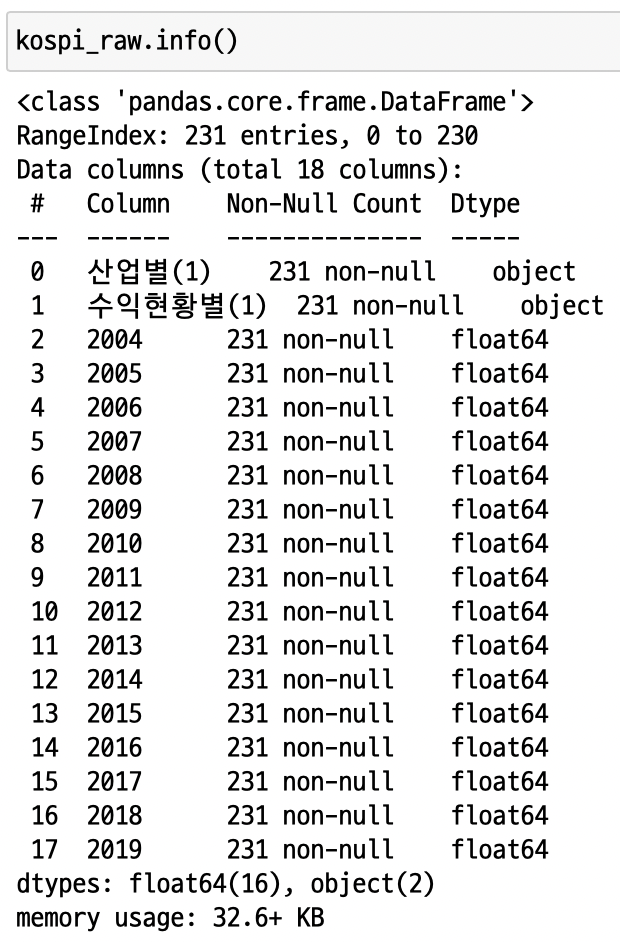 kospi_raw.info()
<class 'pandas.core.frame.DataFrame'>
RangeIndex: 231 entries, 0 to 230
Data columns (total 18 columns):
#   Column    Non-Null Count  Dtype
---  ------    --------------  -----
0   산업별(1)    231 non-null    object
1   수익현황별(1)  231 non-null    object
2   2004      231 non-null    float64
3   2005      231 non-null    float64
4   2006      231 non-null    float64
5   2007      231 non-null    float64
6   2008      231 non-null    float64
7   2009      231 non-null    float64
8   2010      231 non-null    float64
9   2011      231 non-null    float64
10  2012      231 non-null    float64
11  2013      231 non-null    float64
12  2014      231 non-null    float64
13  2015      231 non-null    float64
14  2016      231 non-null    float64
15  2017      231 non-null    float64
16  2018      231 non-null    float64
17  2019      231 non-null    float64
dtypes: float64(16), object(2)
memory usage: 32.6+ KB